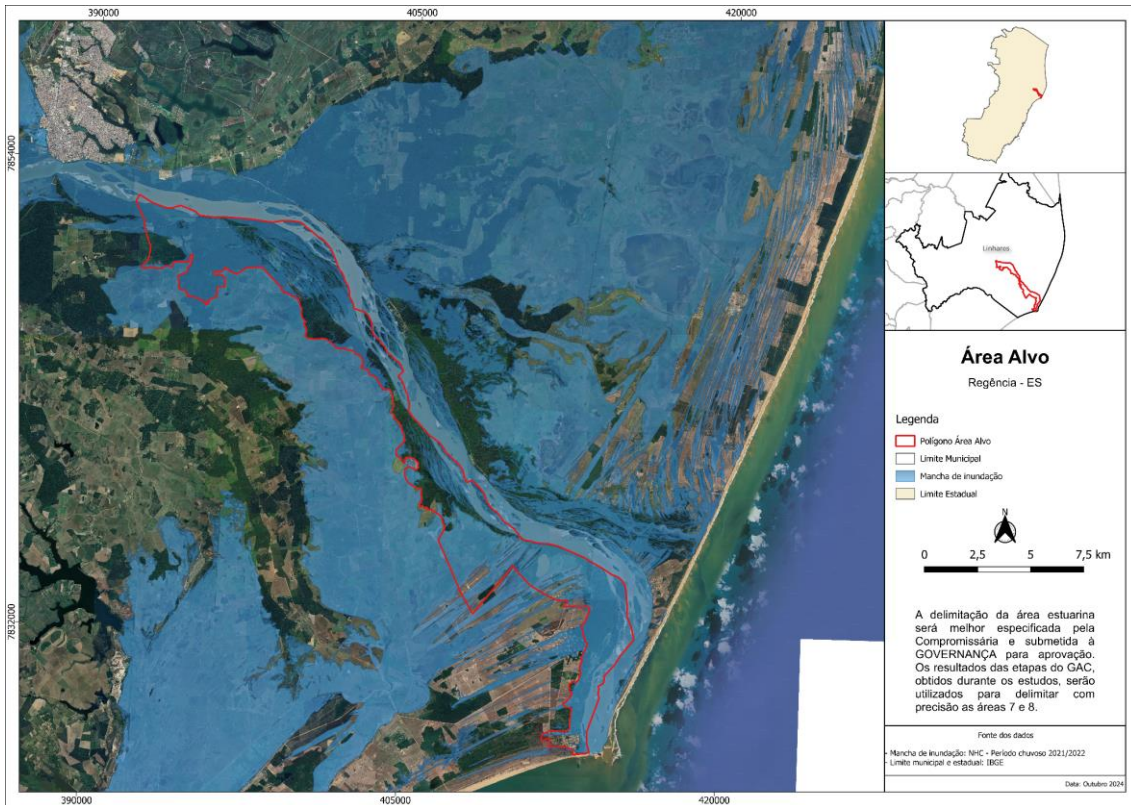 390000
405000
420000
7854000
7832000
390000
405000
420000
Linhares
Área Alvo
Regência - ES
Legenda
Polígono Área Alvo
Limite Municipal
Mancha de inundação
Limite Estadual
N
0 2,5 5 7,5 km
A delimitação da área estuarina
será melhor especificada pela
Compromissária e submetida à
GOVERNANÇA para aprovação.
Os resultados das etapas do GAC,
obtidos durante os estudos, serão
utilizados para delimitar com
precisão as áreas 7 e 8.
Fonte dos dados
- Mancha de inundação: NHC - Período chuvoso 2021/2022
- Limite municipal e estadual: IBGE
Data: Outubro 2024